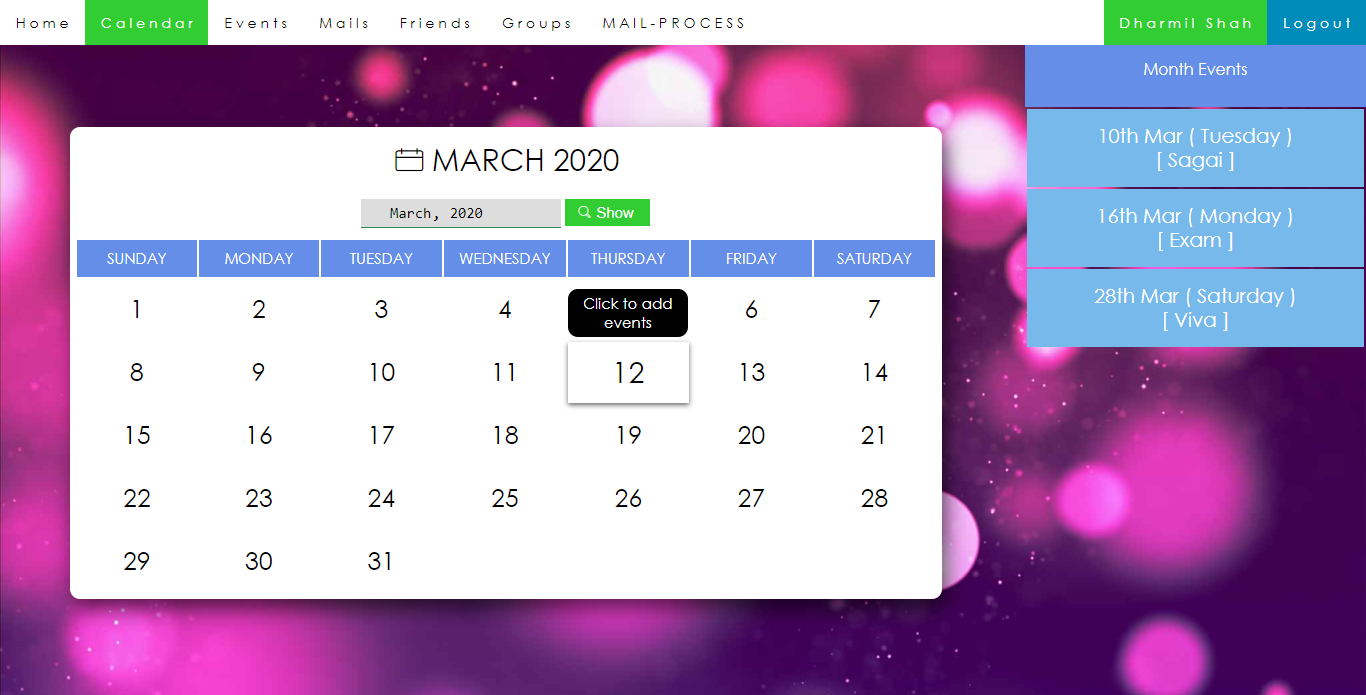 Home Calendar Events Mails Friends Groups MAIL-PROCESS Dharmil Shah Logout
Month Events
10th Mar ( Tuesday )
[ Sagai ]
16th Mar ( Monday )
[ Exam ]
28th Mar ( Saturday )
[ Viva ]
MARCH 2020
March, 2020 Show
SUNDAY MONDAY TUESDAY WEDNESDAY THURSDAY FRIDAY SATURDAY
1 2 3 4 6 7
Click to add
events
8 9 10 11 12 13 14
15 16 17 18 19 20 21
22 23 24 25 26 27 28
29 30 31